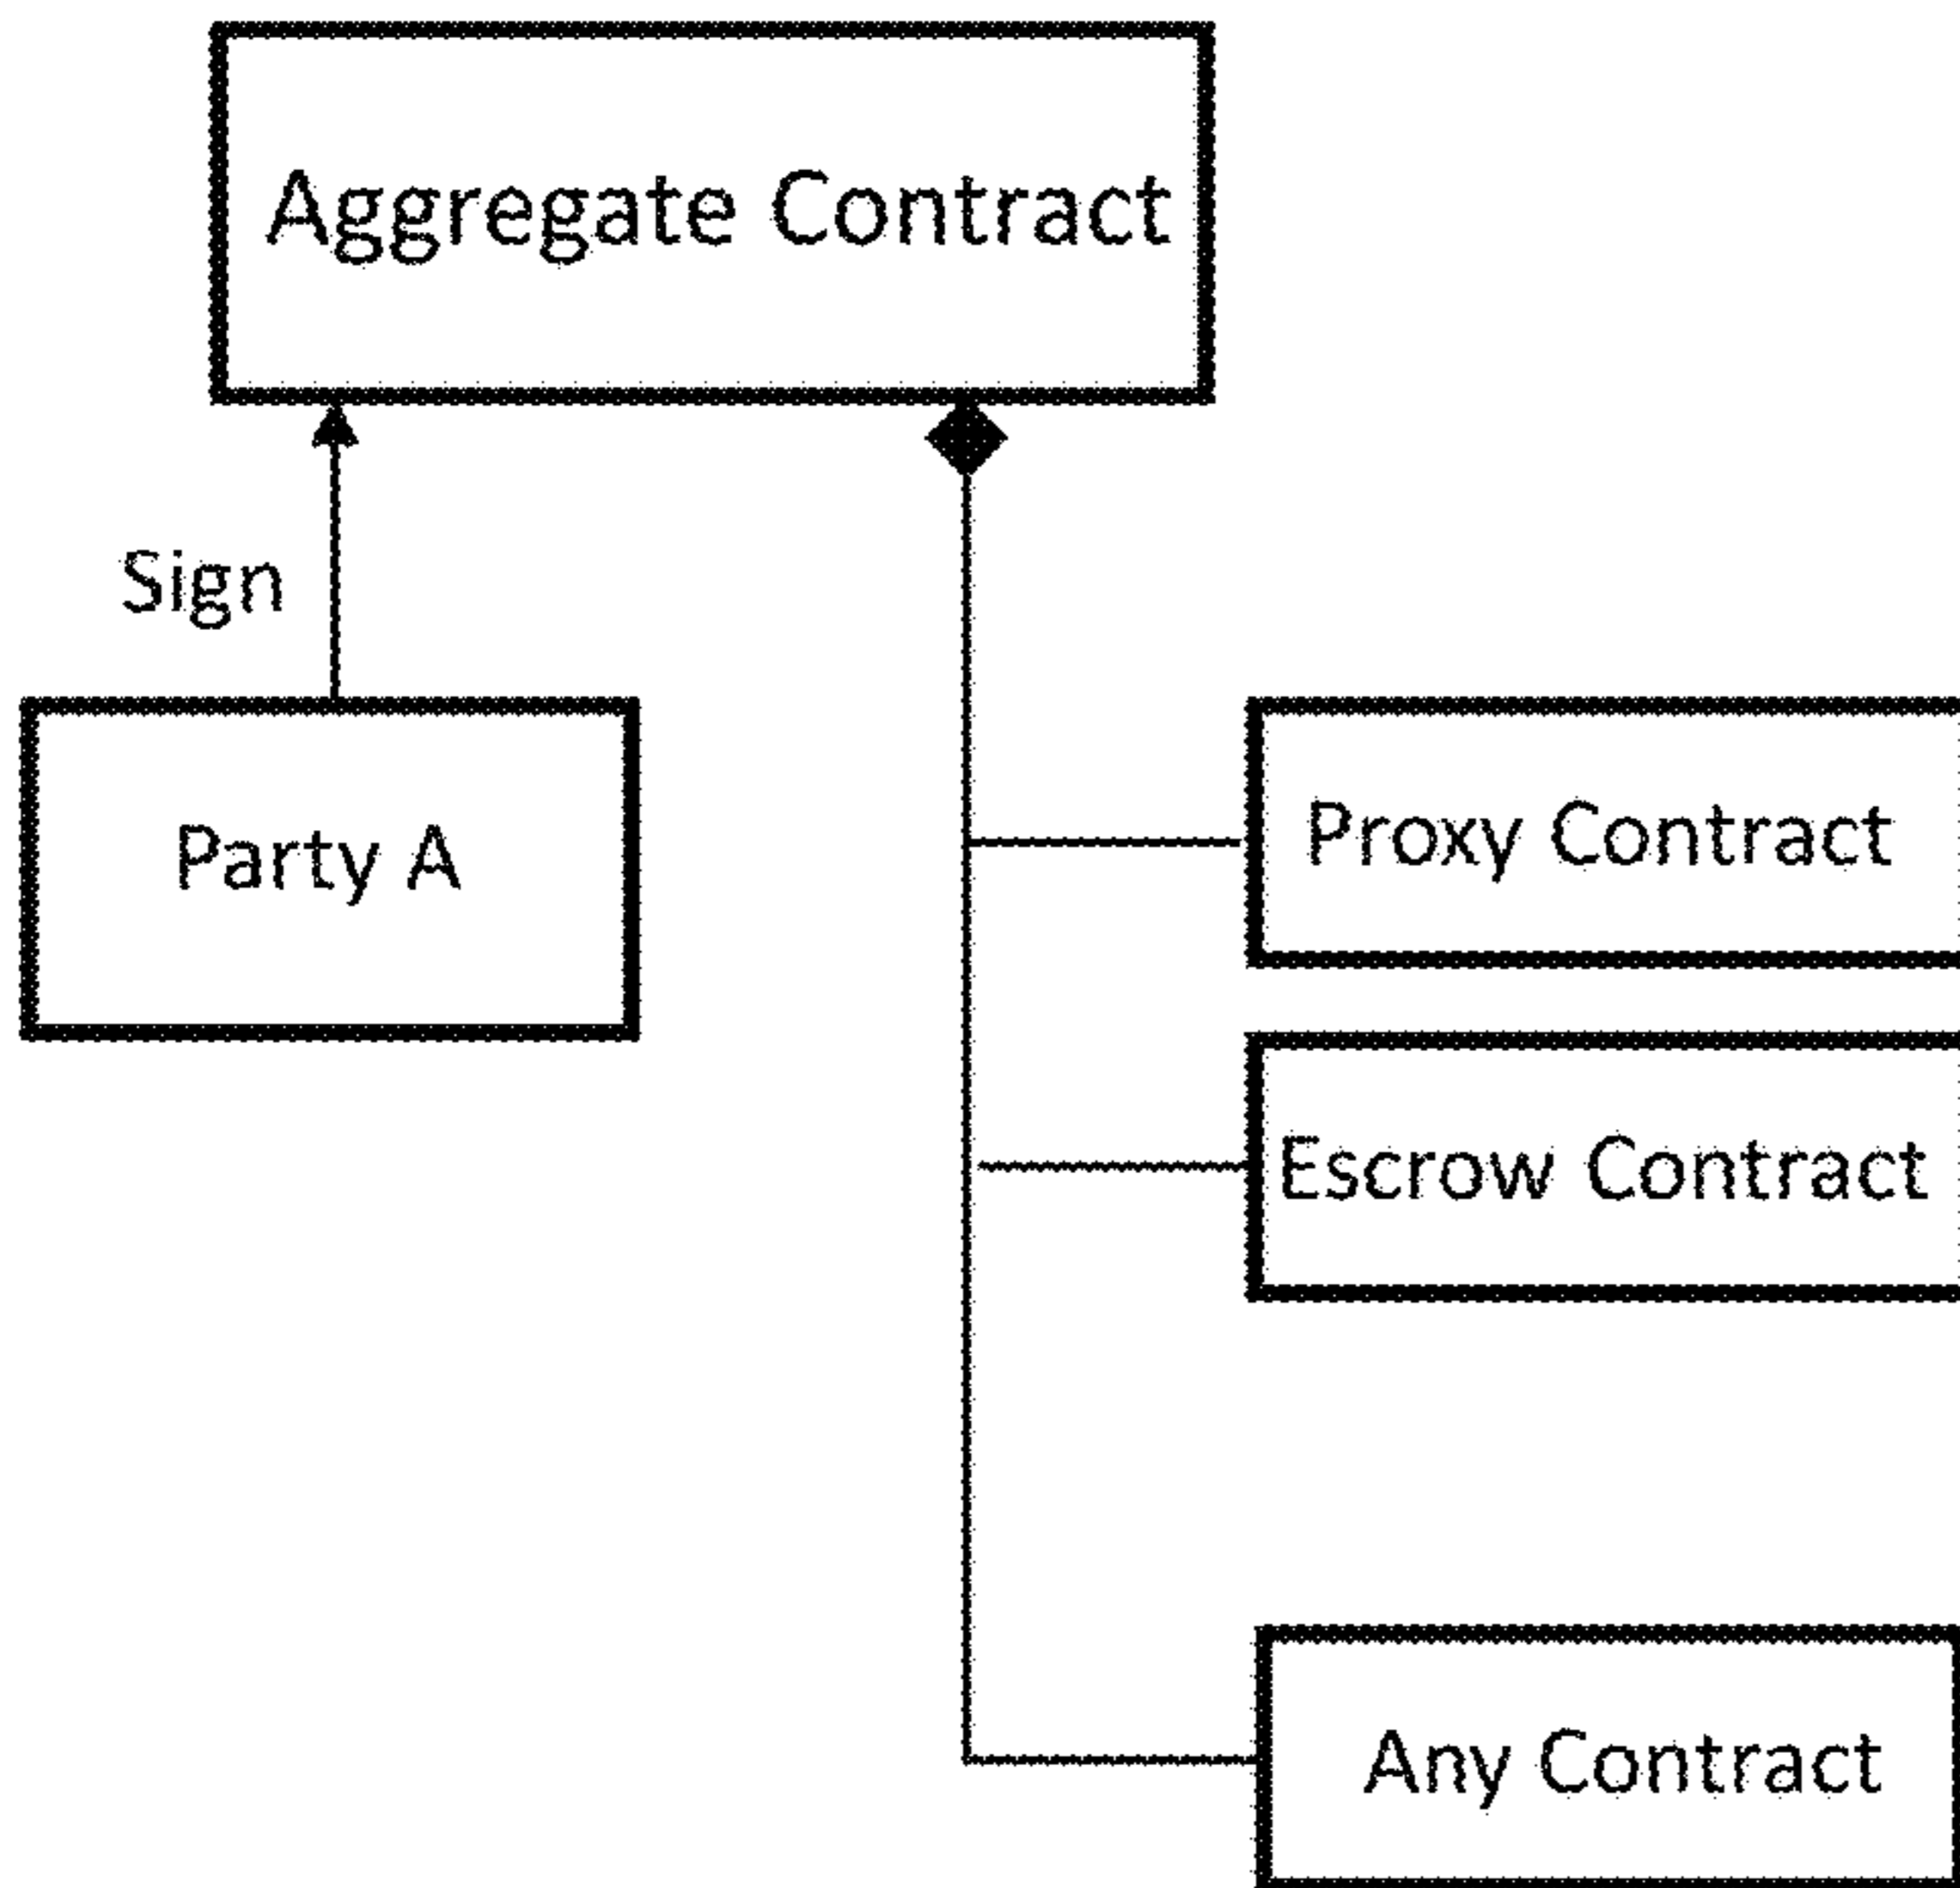 Aggregate Contract
Sign
Party A
Proxy Contract
Escrow Contract
Any Contract